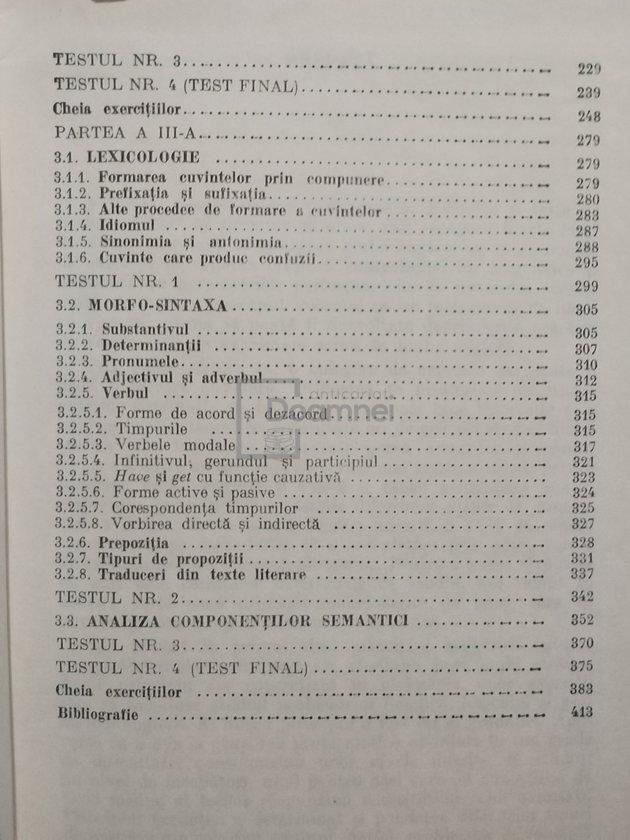 TESTUL NR. 3 229
TESTUL NR. 4 (TEST FINAL) 239
Cheia exercițiilor 248
PARTEA A III-A 279
3.1. LEXICOLOGIE 279
3.1.1. Formarea cuvintelor prin compunere 279
3.1.2. Prefixația și sufixația 280
3.1.3. Alte procedee de formare a cuvintelor 283
3.1.4. Idiomul 287
3.1.5. Sinonimia și antonimia 288
3.1.6. Cuvinte care produc confuzii 295
TESTUL NR. 1 299
3.2. MORFO-SINTAXA 305
3.2.1. Substantivul 305
3.2.2. Determinanții 307
3.2.3. Pronumele 310
3.2.4. Adjectivul și adverbul 312
3.2.5. Verbul 315
anticariat
Doamnei
3.2.5.1. Forme de acord și dezacord 315
3.2.5.2. Timpurile 315
3.2.5.3. Verbele modale 317
3.2.5.4. Infinitivul, gerundul și participiul 321
3.2.5.5. Have și get cu funcție cauzativă 323
3.2.5.6. Forme active și pasive 324
3.2.5.7. Corespondența timpurilor 325
3.2.5.8. Vorbirea directă și indirectă 327
3.2.6. Prepoziția 328
3.2.7. Tipuri de propoziții 331
3.2.8. Traduceri din texte literare 337
TESTUL NR. 2 342
3.3. ANALIZA COMPONENȚILOR SEMANTICI 352
TESTUL NR. 3 370
TESTUL NR. 4 (TEST FINAL) 375
Cheia exercițiilor 383
Bibliografie 413